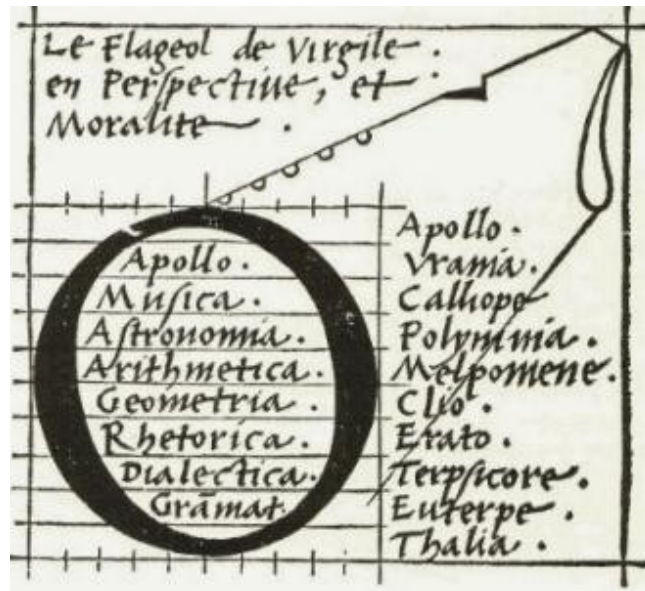 Le Flageol de Virgile.
en Perſpectiue, et
Moralite.
Apollo.
Muſica.
Aſtronomia.
Arithmetica.
Geometria.
Rhetorica.
Dialectica.
Gramāt.
Apollo.
Vrania.
Calliope
Polymnia.
Melpomene.
Clio.
Erato.
Terpſicore.
Euterpe.
Thalia.